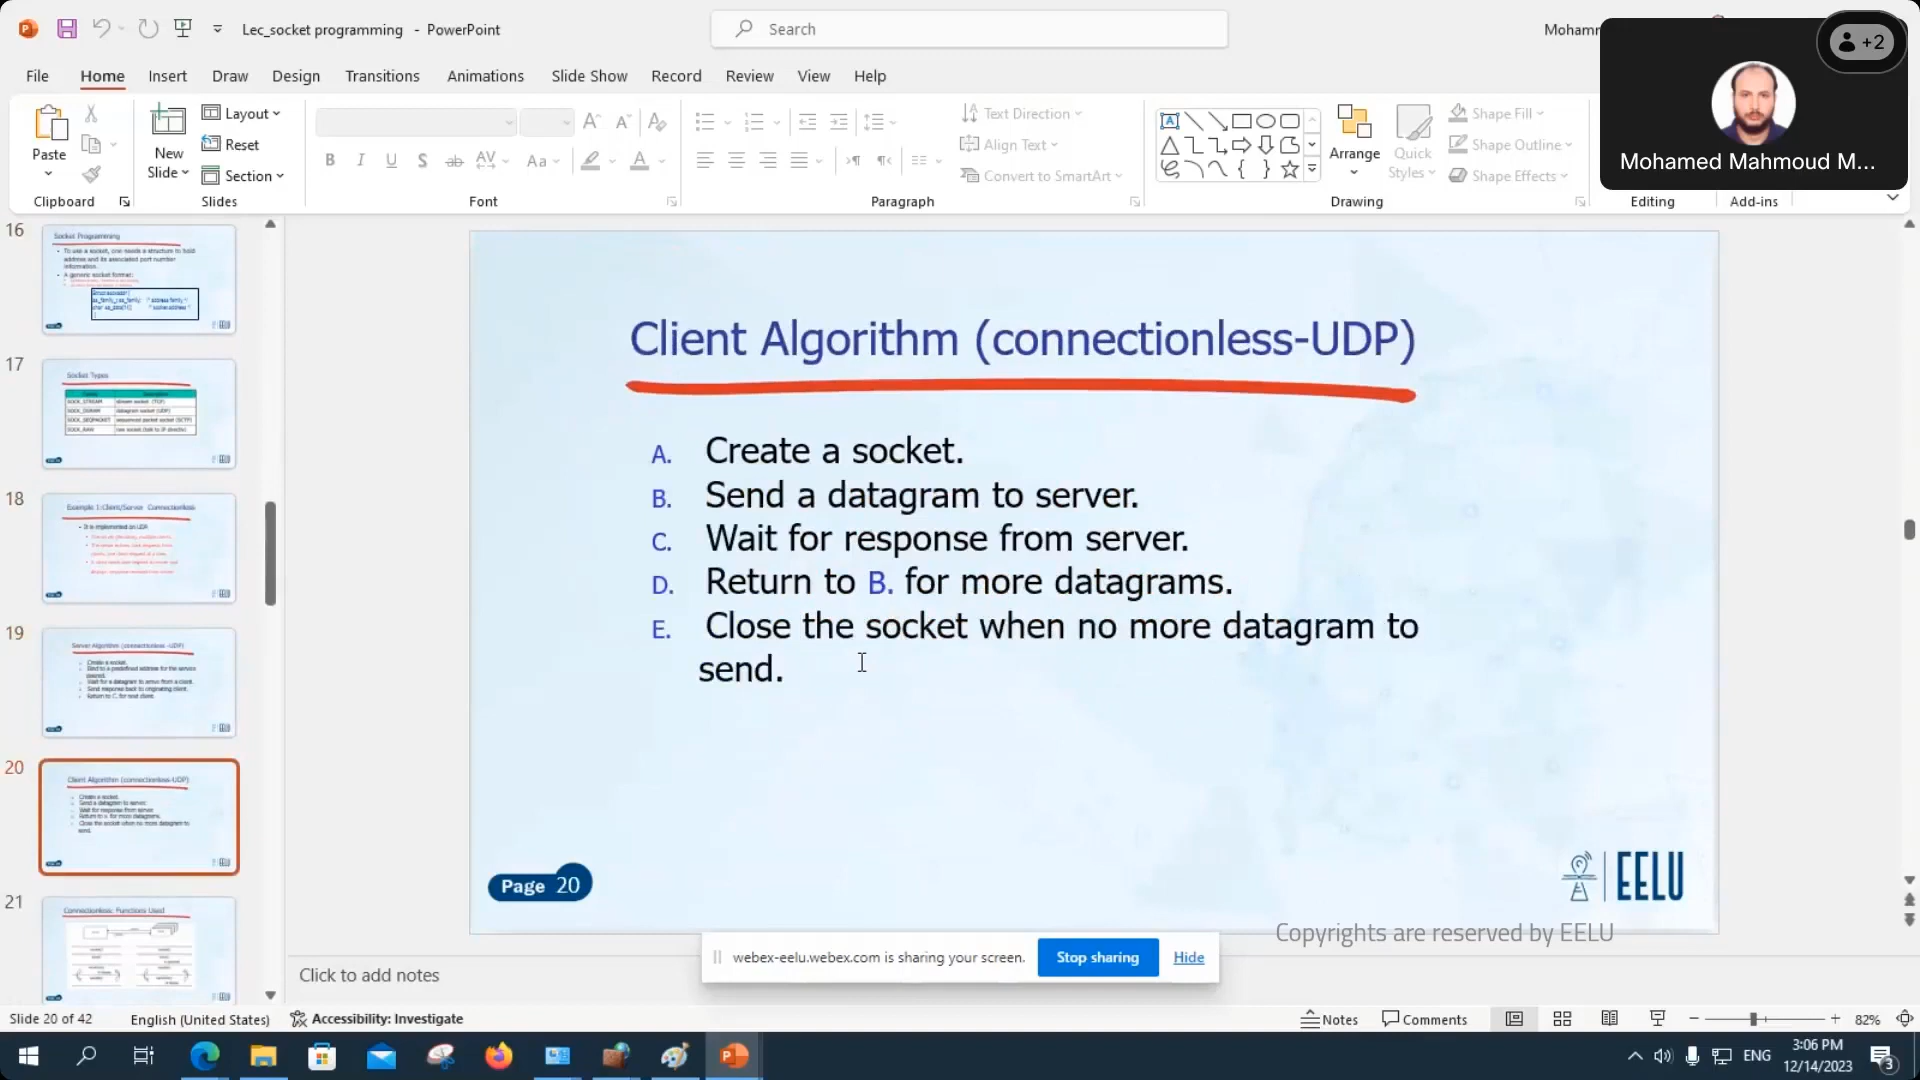 Lec_socket programming - PowerPoint
Search
Mohamm
+2
Mohamed Mahmoud M...
File Home Insert Draw Design Transitions Animations Slide Show Record Review View Help
Paste
New Slide
Layout
Reset
Section
Text Direction
Align Text
Convert to SmartArt
Arrange
Quick Styles
Shape Fill
Shape Outline
Shape Effects
Clipboard Slides Font Paragraph Drawing Editing Add-ins
16
Socket Programming
17
Socket Types
18
Example 1:Client/Server Connectionless
19
Server Algorithm (connectionless -UDP)
20
Client Algorithm (connectionless-UDP)
21
Connectionless: Functions Used
Client Algorithm (connectionless-UDP)
A. Create a socket.
B. Send a datagram to server.
C. Wait for response from server.
D. Return to B. for more datagrams.
E. Close the socket when no more datagram to
send.
Page 20
EELU
Copyrights are reserved by EELU
webex-eelu.webex.com is sharing your screen. Stop sharing Hide
Click to add notes
Slide 20 of 42 English (United States) Accessibility: Investigate Notes Comments 82%
ENG
3:06 PM
12/14/2023
3